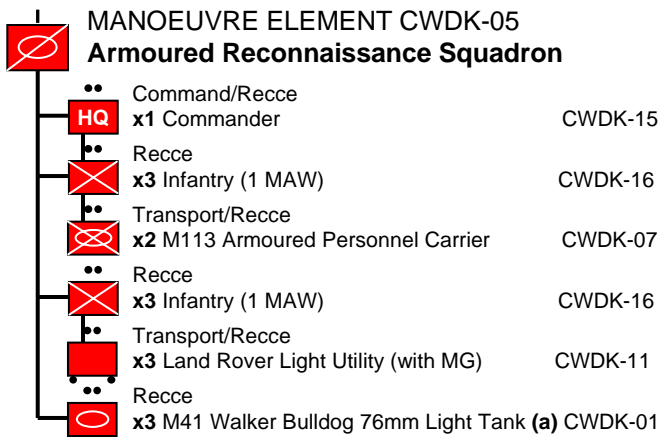 MANOEUVRE ELEMENT CWDK-05
Armoured Reconnaissance Squadron
Command/Recce
HQ x1 Commander CWDK-15
Recce
x3 Infantry (1 MAW) CWDK-16
Transport/Recce
x2 M113 Armoured Personnel Carrier CWDK-07
Recce
x3 Infantry (1 MAW) CWDK-16
Transport/Recce
x3 Land Rover Light Utility (with MG) CWDK-11
Recce
x3 M41 Walker Bulldog 76mm Light Tank (a) CWDK-01